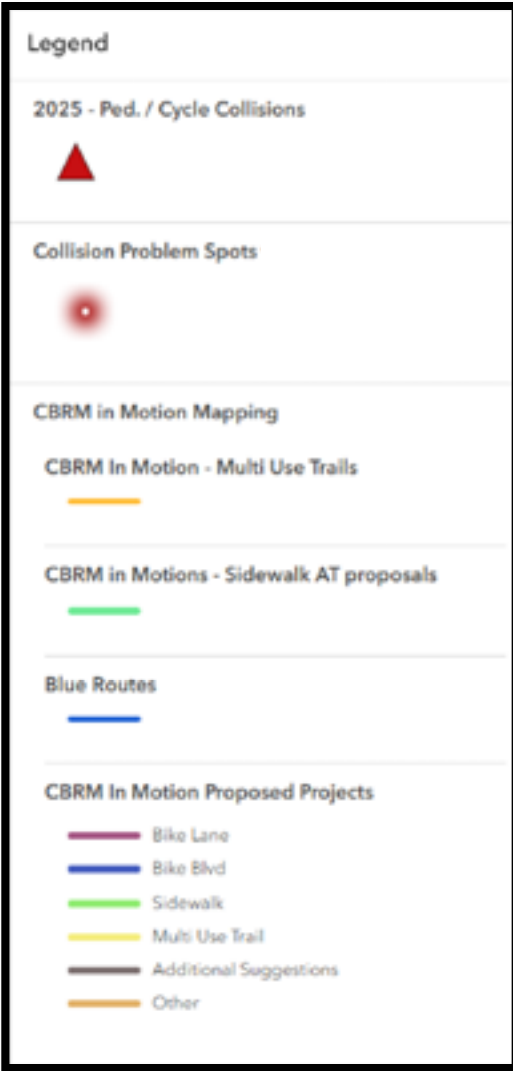 Legend
2025 - Ped. / Cycle Collisions
Collision Problem Spots
CBRM in Motion Mapping
CBRM In Motion - Multi Use Trails
CBRM in Motions - Sidewalk AT proposals
Blue Routes
CBRM In Motion Proposed Projects
Bike Lane
Bike Blvd
Sidewalk
Multi Use Trail
Additional Suggestions
Other